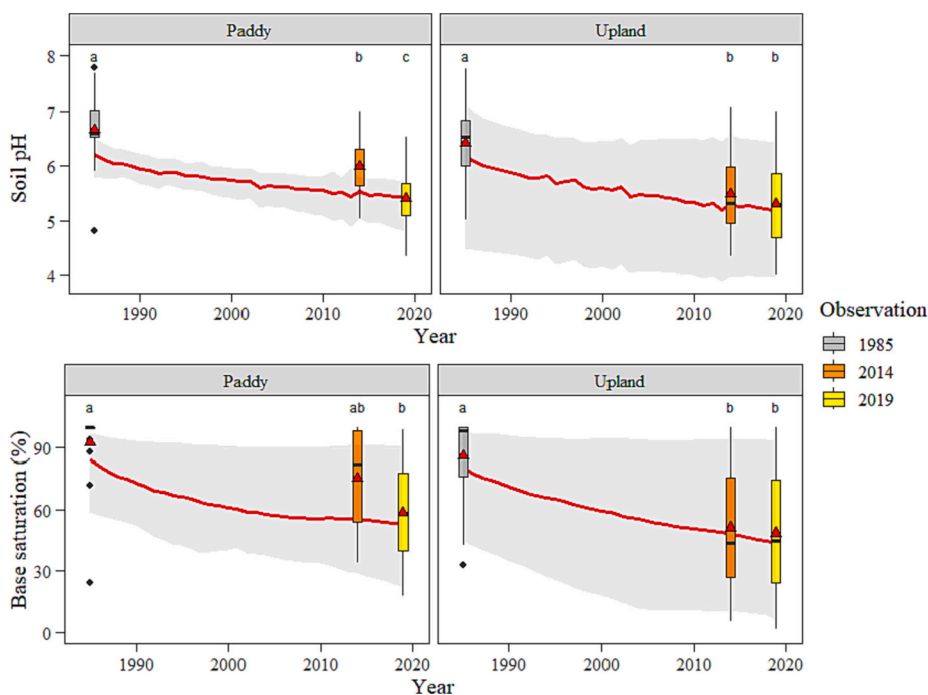 Paddy
Upland
8
7
6
5
4
Soil pH
a
b
c
a
b
b
1990
2000
2010
2020
1990
2000
2010
2020
Year
Year
Observation
1985
2014
2019
Paddy
Upland
90
60
30
0
Base saturation (%)
a
ab
b
a
b
b
1990
2000
2010
2020
1990
2000
2010
2020
Year
Year